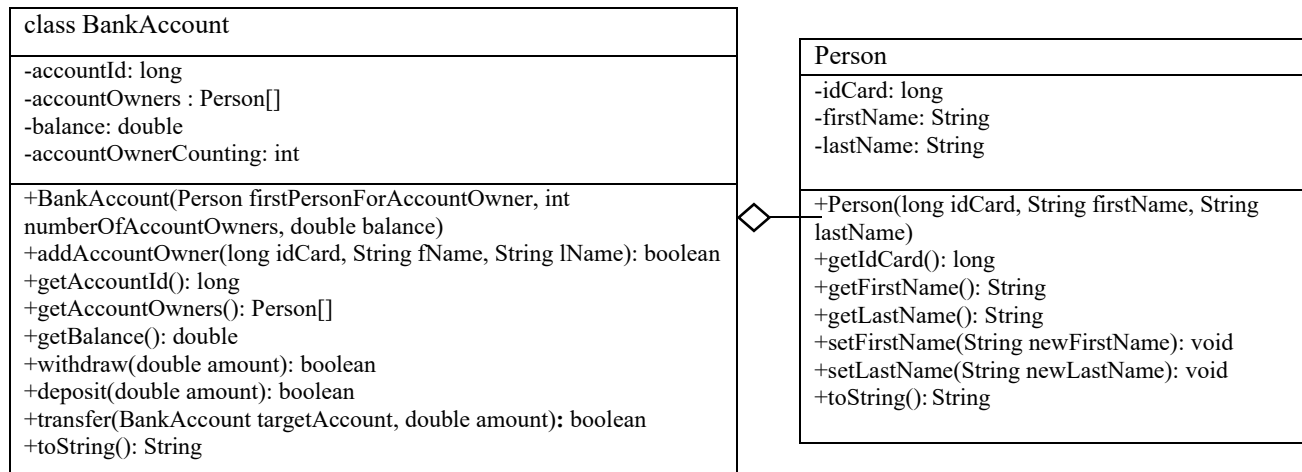 class BankAccount
-accountId: long
-accountOwners : Person[]
-balance: double
-accountOwnerCounting: int
+BankAccount(Person firstPersonForAccountOwner, int
numberOfAccountOwners, double balance)
+addAccountOwner(long idCard, String fName, String lName): boolean
+getAccountId(): long
+getAccountOwners(): Person[]
+getBalance(): double
+withdraw(double amount): boolean
+deposit(double amount): boolean
+transfer(BankAccount targetAccount, double amount): boolean
+toString(): String
Person
-idCard: long
-firstName: String
-lastName: String
+Person(long idCard, String firstName, String
lastName)
+getIdCard(): long
+getFirstName(): String
+getLastName(): String
+setFirstName(String newFirstName): void
+setLastName(String newLastName): void
+toString(): String